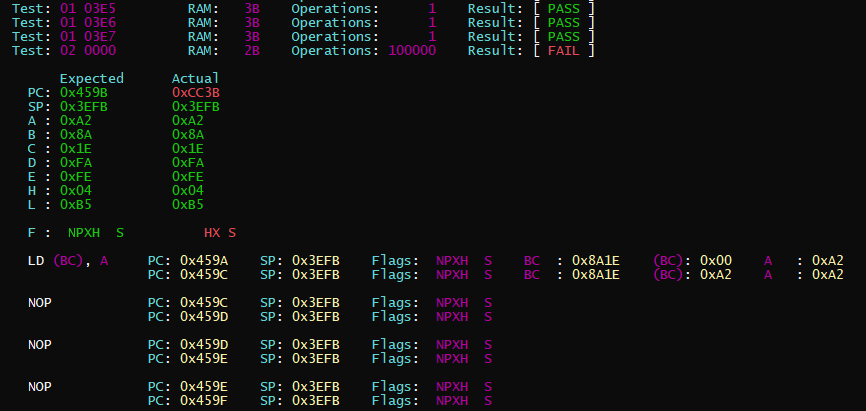 Test: 01 03E5 RAM: 3B Operations: 1 Result: [ PASS ]
Test: 01 03E6 RAM: 3B Operations: 1 Result: [ PASS ]
Test: 01 03E7 RAM: 3B Operations: 1 Result: [ PASS ]
Test: 02 0000 RAM: 2B Operations: 100000 Result: [ FAIL ]
Expected Actual
PC: 0x459B 0xCC3B
SP: 0x3EFB 0x3EFB
A : 0xA2 0xA2
B : 0x8A 0x8A
C : 0x1E 0x1E
D : 0xFA 0xFA
E : 0xFE 0xFE
H : 0x04 0x04
L : 0xB5 0xB5
F : NPXH S HX S
LD (BC), A PC: 0x459A SP: 0x3EFB Flags: NPXH S BC : 0x8A1E (BC): 0x00 A : 0xA2
PC: 0x459C SP: 0x3EFB Flags: NPXH S BC : 0x8A1E (BC): 0xA2 A : 0xA2
NOP PC: 0x459C SP: 0x3EFB Flags: NPXH S
PC: 0x459D SP: 0x3EFB Flags: NPXH S
NOP PC: 0x459D SP: 0x3EFB Flags: NPXH S
PC: 0x459E SP: 0x3EFB Flags: NPXH S
NOP PC: 0x459E SP: 0x3EFB Flags: NPXH S
PC: 0x459F SP: 0x3EFB Flags: NPXH S